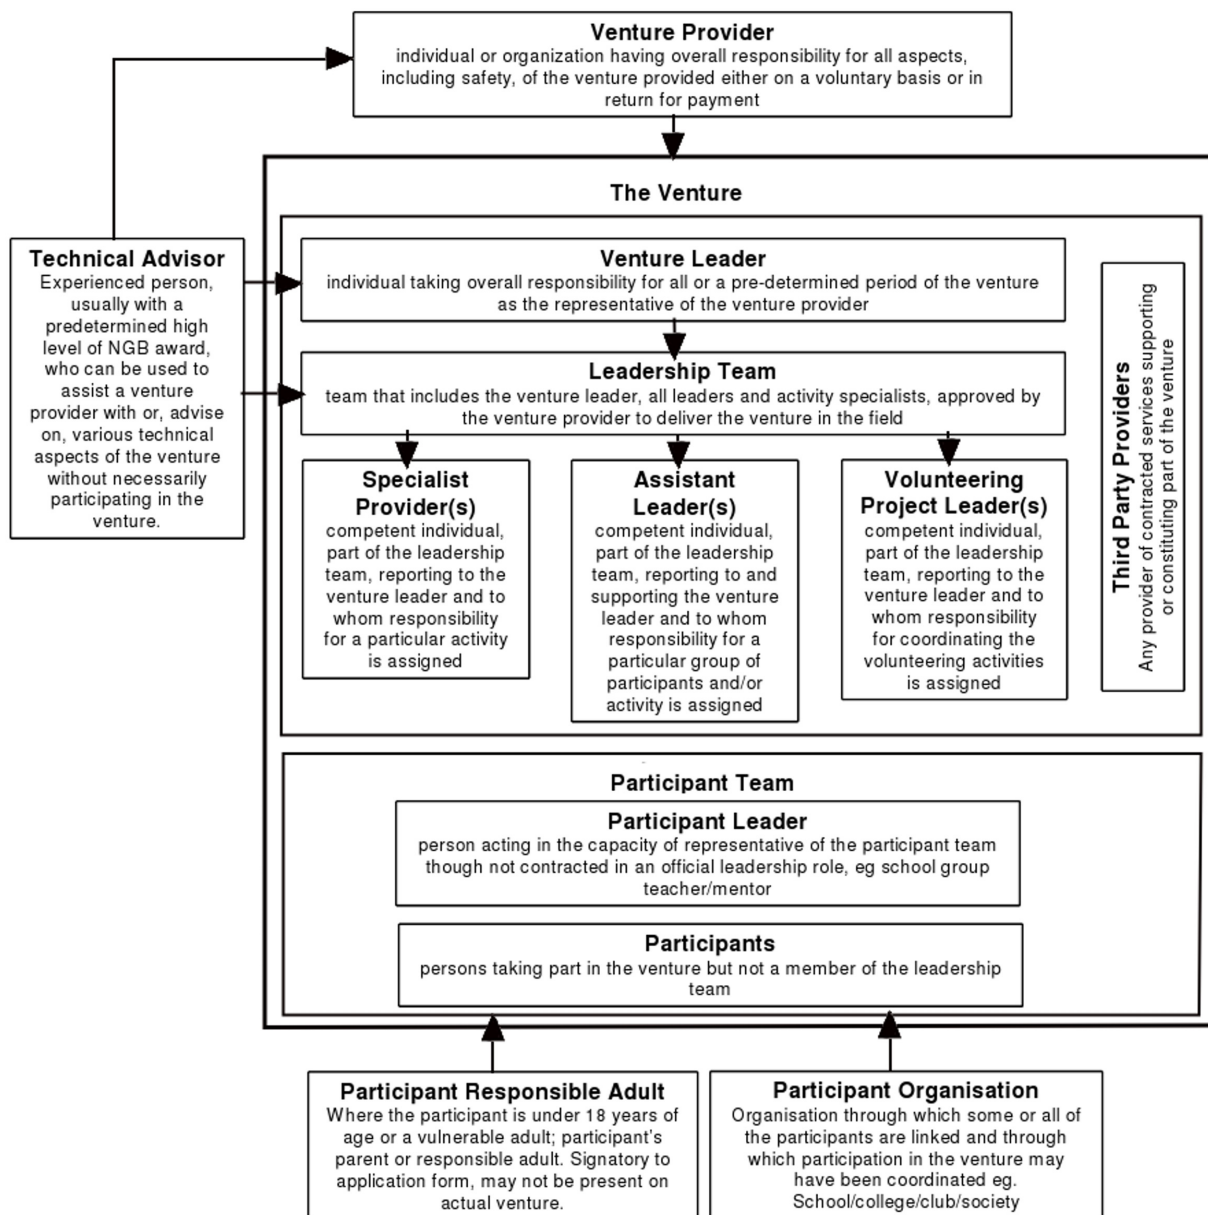 Venture Provider
individual or organization having overall responsibility for all aspects,
including safety, of the venture provided either on a voluntary basis or in
return for payment
The Venture
Technical Advisor
Experienced person,
usually with a
predetermined high
level of NGB award,
who can be used to
assist a venture
provider with or, advise
on, various technical
aspects of the venture
without necessarily
participating in the
venture.
Venture Leader
individual taking overall responsibility for all or a pre-determined period of the venture
as the representative of the venture provider
Leadership Team
team that includes the venture leader, all leaders and activity specialists, approved by
the venture provider to deliver the venture in the field
Specialist
Provider(s)
competent individual,
part of the leadership
team, reporting to the
venture leader and to
whom responsibility
for a particular activity
is assigned
Assistant
Leader(s)
competent individual,
part of the leadership
team, reporting to and
supporting the venture
leader and to whom
responsibility for a
particular group of
participants and/or
activity is assigned
Volunteering
Project Leader(s)
competent individual,
part of the leadership
team, reporting to the
venture leader and to
whom responsibility
for coordinating the
volunteering activities
is assigned
Third Party Providers
Any provider of contracted services supporting
or constituting part of the venture
Participant Team
Participant Leader
person acting in the capacity of representative of the participant team
though not contracted in an official leadership role, eg school group
teacher/mentor
Participants
persons taking part in the venture but not a member of the leadership
team
Participant Responsible Adult
Where the participant is under 18 years of
age or a vulnerable adult; participant's
parent or responsible adult. Signatory to
application form, may not be present on
actual venture.
Participant Organisation
Organisation through which some or all of
the participants are linked and through
which participation in the venture may
have been coordinated eg.
School/college/club/society